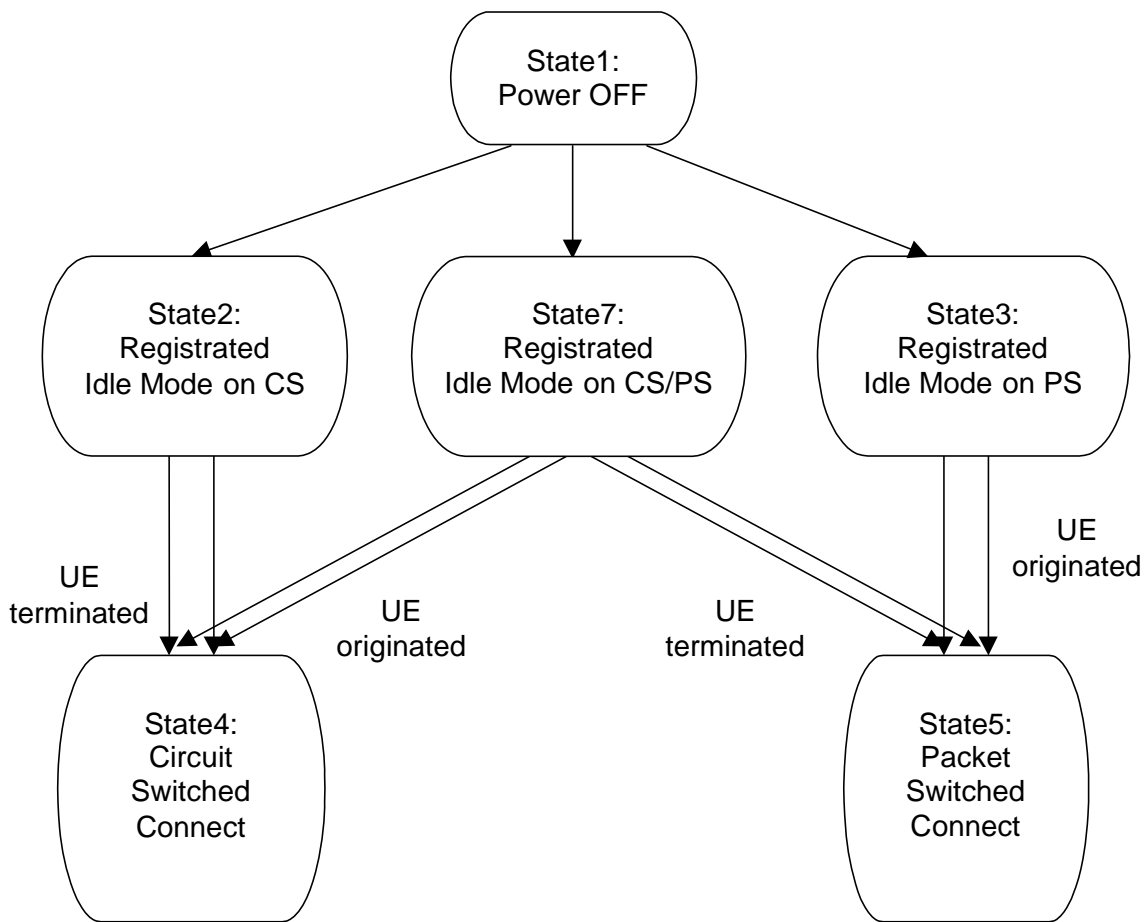 State1:
Power OFF
State2:
Registrated
Idle Mode on CS
State7:
Registrated
Idle Mode on CS/PS
State3:
Registrated
Idle Mode on PS
UE
terminated
UE
originated
UE
terminated
UE
originated
State4:
Circuit
Switched
Connect
State5:
Packet
Switched
Connect